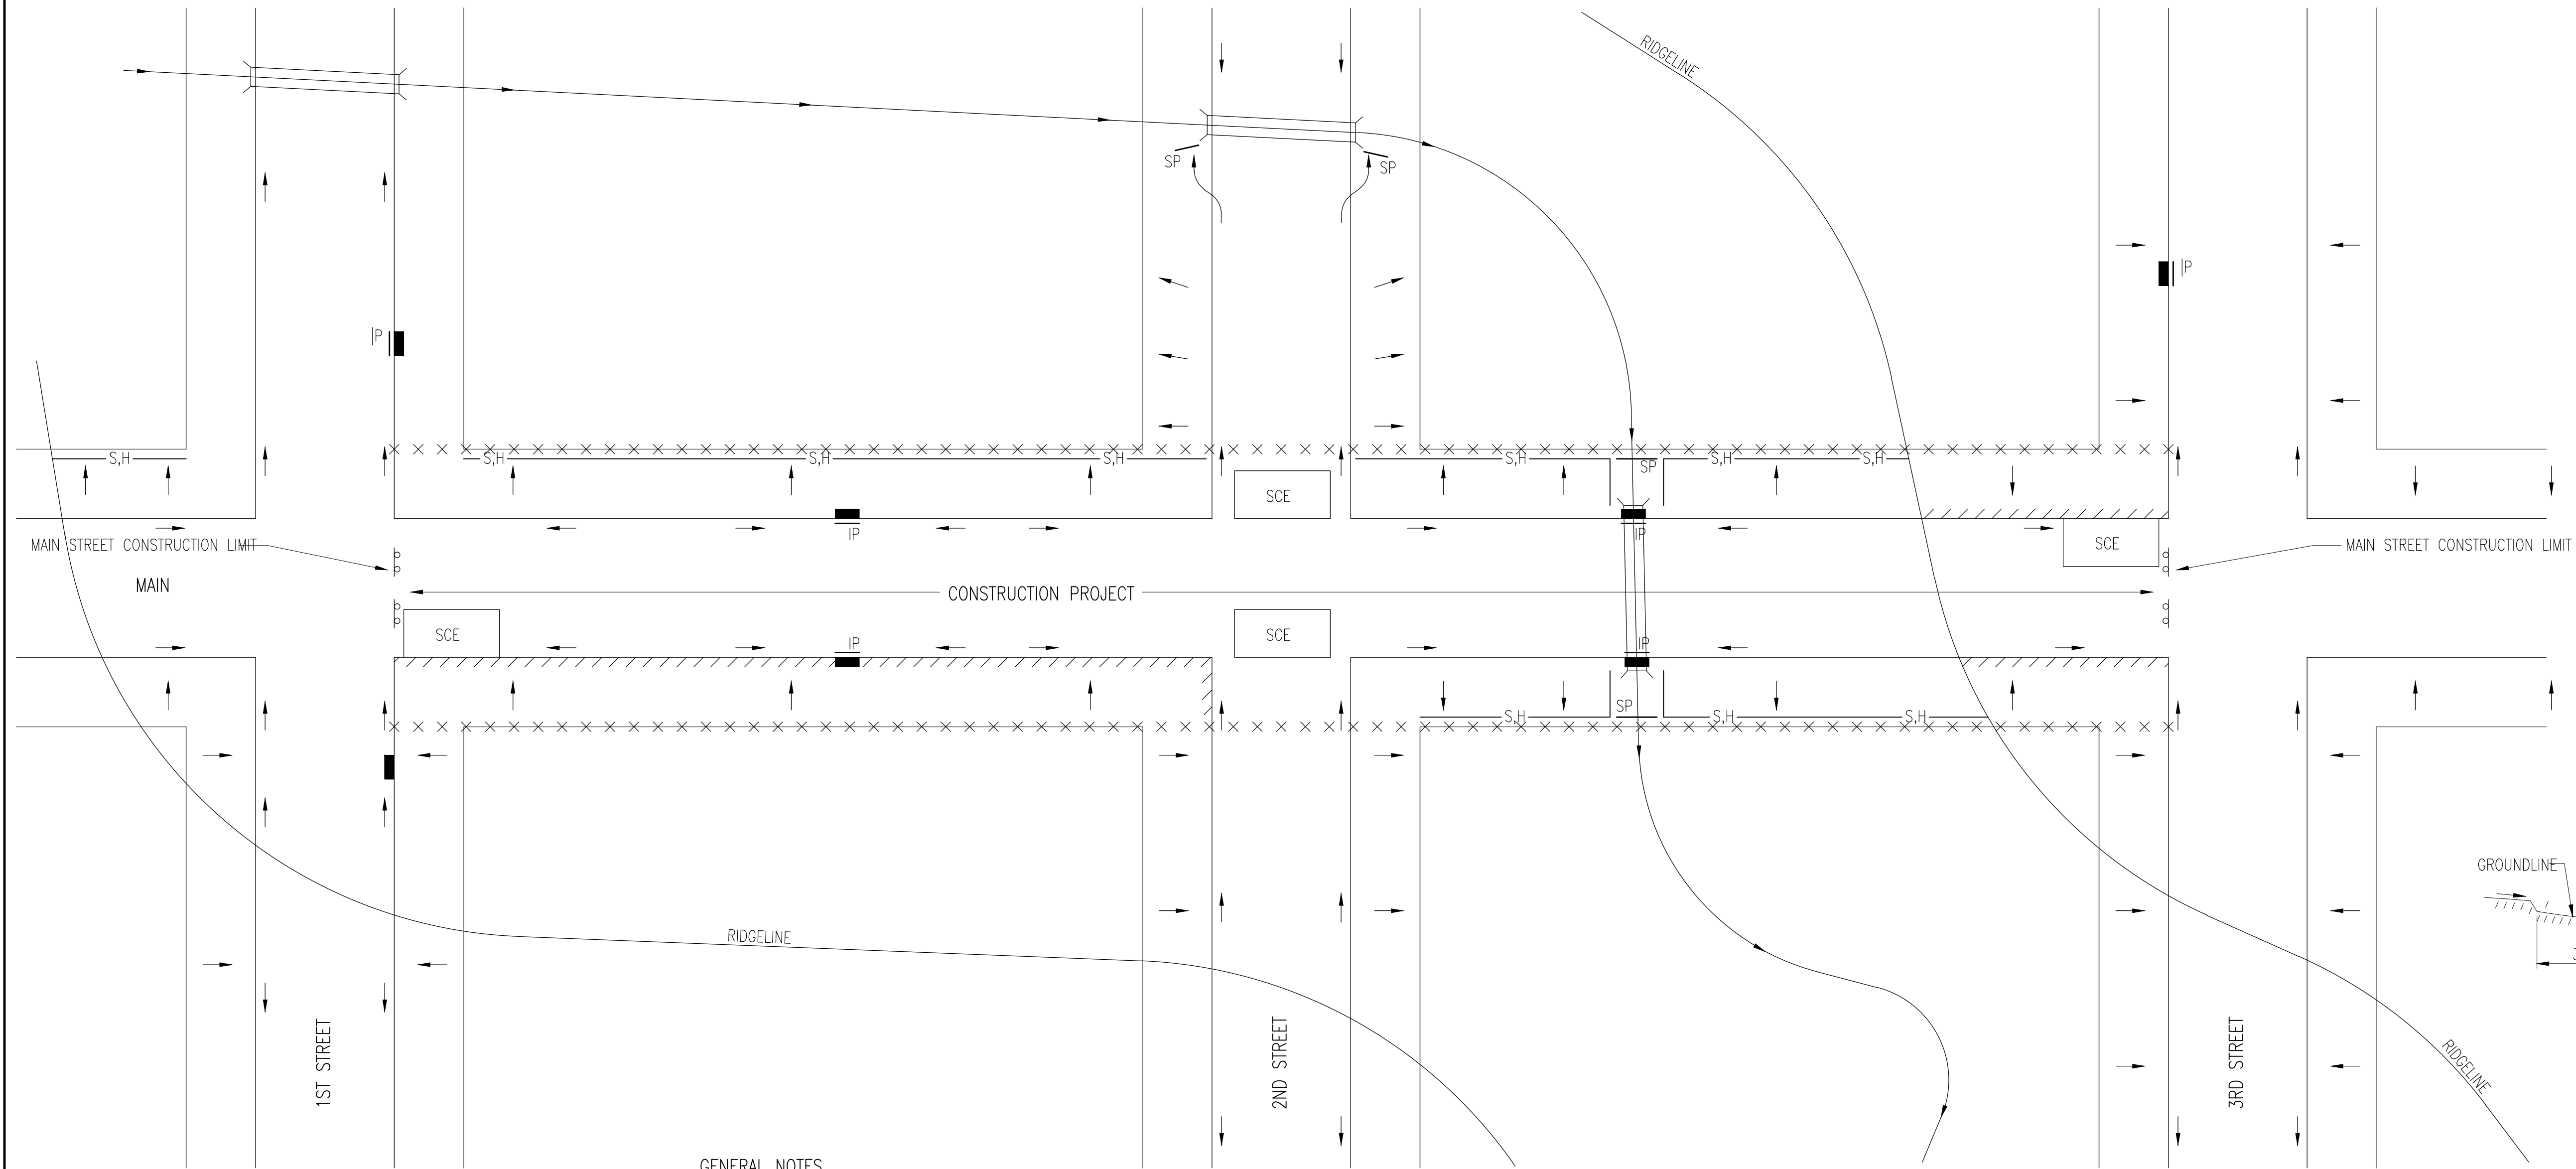 RIDGELINE
SP
SP
IP
IP
S,H
S,H
S,H
S,H
S,H
S,H
S,H
SP
SCE
IP
IP
SCE
MAIN STREET CONSTRUCTION LIMIT
MAIN STREET CONSTRUCTION LIMIT
MAIN
CONSTRUCTION PROJECT
SCE
SCE
IP
IP
SP
S,H
S,H
S,H
GROUNDLINE
RIDGELINE
1ST STREET
2ND STREET
3RD STREET
RIDGELINE
GENERAL NOTES